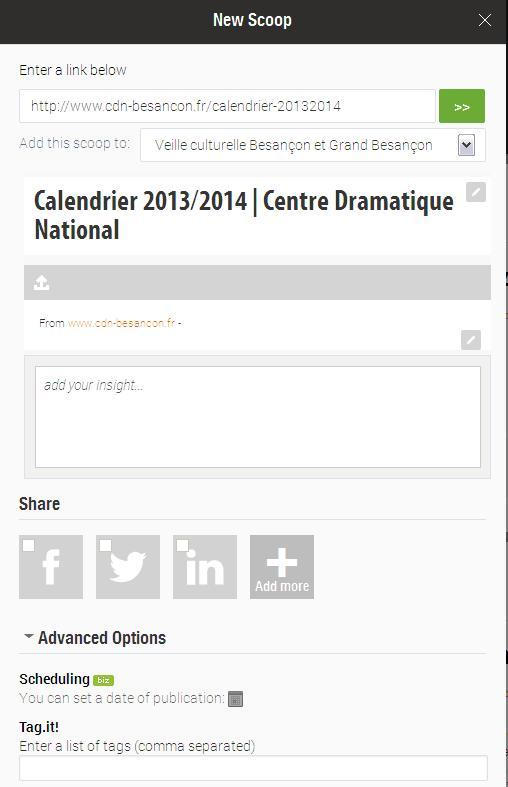 New Scoop
Enter a link below
http://www.cdn-besancon.fr/calendrier-20132014
>>
Add this scoop to:
Veille culturelle Besançon et Grand Besançon
Calendrier 2013/2014 | Centre Dramatique
National
From www.cdn-besancon.fr -
add your insight...
Share
f
in
Add more
Advanced Options
Scheduling biz
You can set a date of publication:
Tag.it!
Enter a list of tags (comma separated)